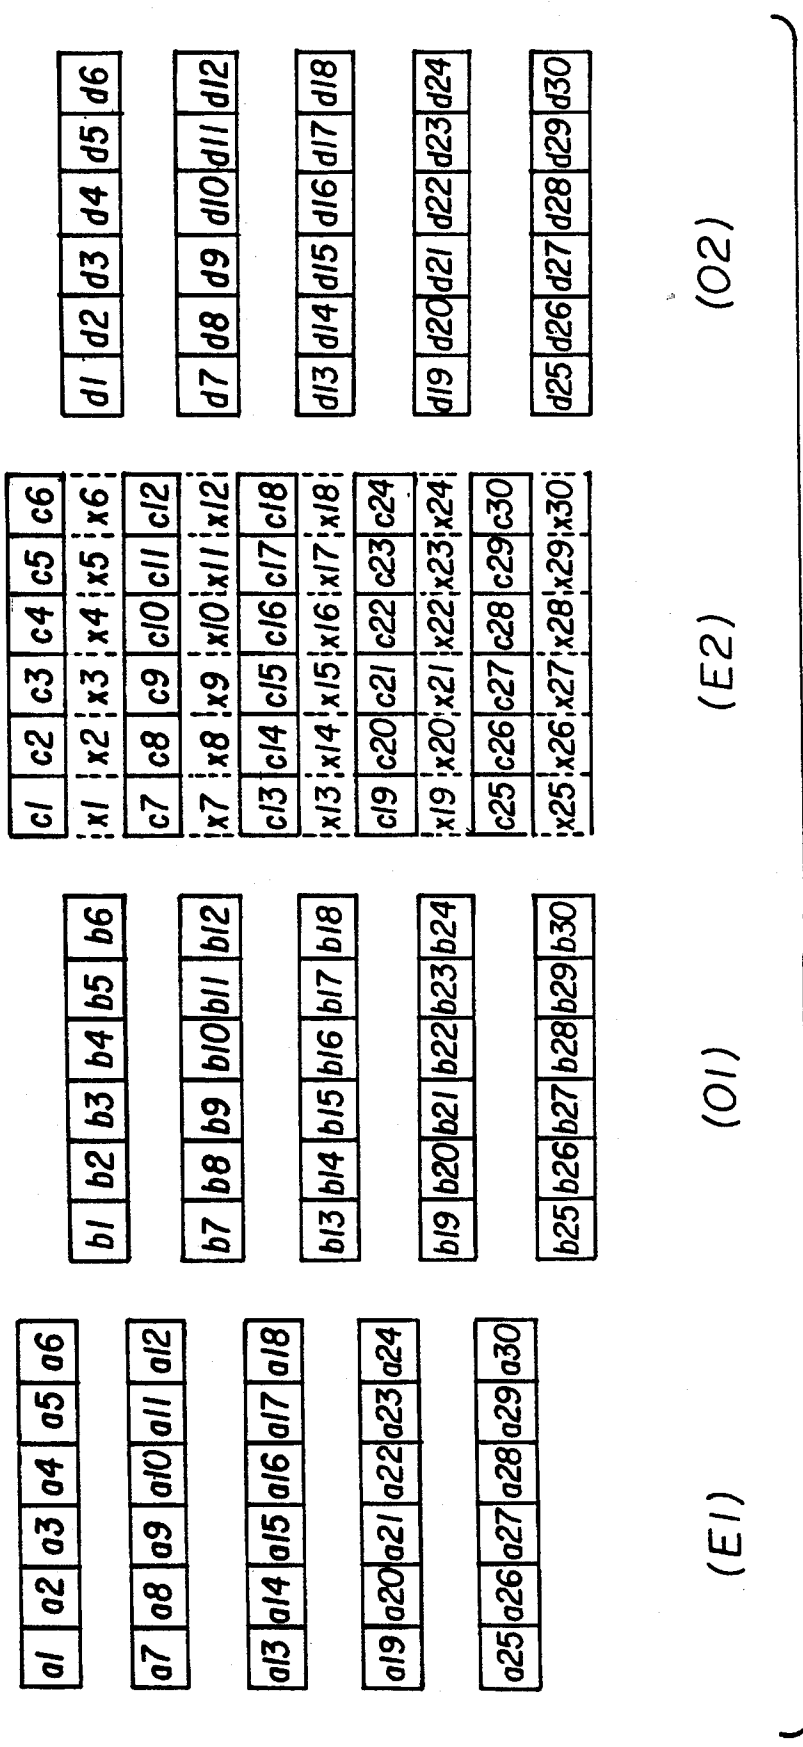 a1 a2 a3 a4 a5 a6
a7 a8 a9 a10 a11 a12
a13 a14 a15 a16 a17 a18
a19 a20 a21 a22 a23 a24
a25 a26 a27 a28 a29 a30
(E1)
b1 b2 b3 b4 b5 b6
b7 b8 b9 b10 b11 b12
b13 b14 b15 b16 b17 b18
b19 b20 b21 b22 b23 b24
b25 b26 b27 b28 b29 b30
(O1)
c1 c2 c3 c4 c5 c6
x1 x2 x3 x4 x5 x6
c7 c8 c9 c10 c11 c12
x7 x8 x9 x10 x11 x12
c13 c14 c15 c16 c17 c18
x13 x14 x15 x16 x17 x18
c19 c20 c21 c22 c23 c24
x19 x20 x21 x22 x23 x24
c25 c26 c27 c28 c29 c30
x25 x26 x27 x28 x29 x30
(E2)
d1 d2 d3 d4 d5 d6
d7 d8 d9 d10 d11 d12
d13 d14 d15 d16 d17 d18
d19 d20 d21 d22 d23 d24
d25 d26 d27 d28 d29 d30
(O2)